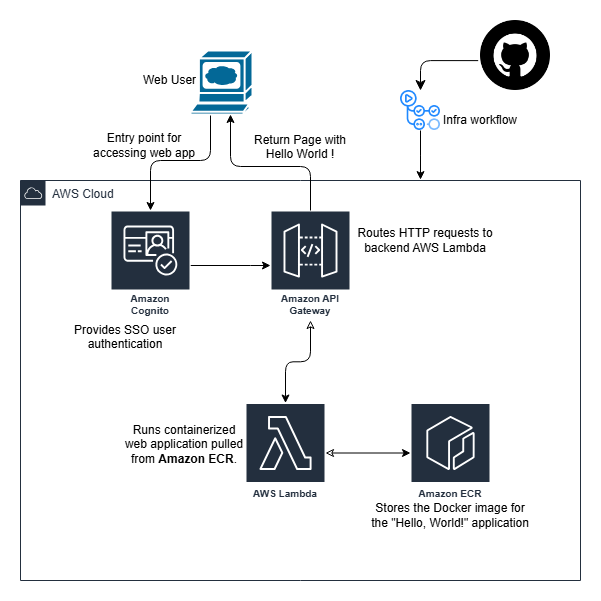 Web User
Infra workflow
Entry point for
accessing web app
Return Page with
Hello World !
AWS Cloud
Routes HTTP requests to
backend AWS Lambda
Amazon
Cognito
Amazon API
Gateway
Provides SSO user
authentication
Runs containerized
web application pulled
from Amazon ECR.
AWS Lambda
Amazon ECR
Stores the Docker image for
the "Hello, World!" application